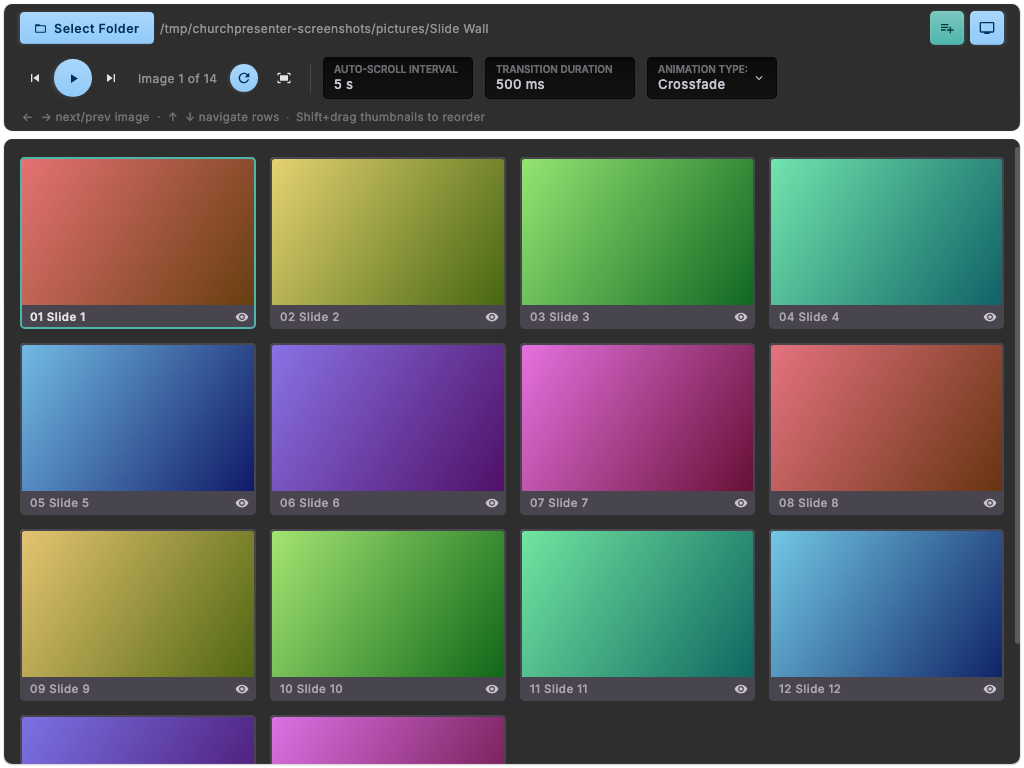 Select Folder /tmp/churchpresenter-screenshots/pictures/Slide Wall
Image 1 of 14
AUTO-SCROLL INTERVAL
5 s
TRANSITION DURATION
500 ms
ANIMATION TYPE:
Crossfade
← → next/prev image · ↑ ↓ navigate rows · Shift+drag thumbnails to reorder
01 Slide 1
02 Slide 2
03 Slide 3
04 Slide 4
05 Slide 5
06 Slide 6
07 Slide 7
08 Slide 8
09 Slide 9
10 Slide 10
11 Slide 11
12 Slide 12